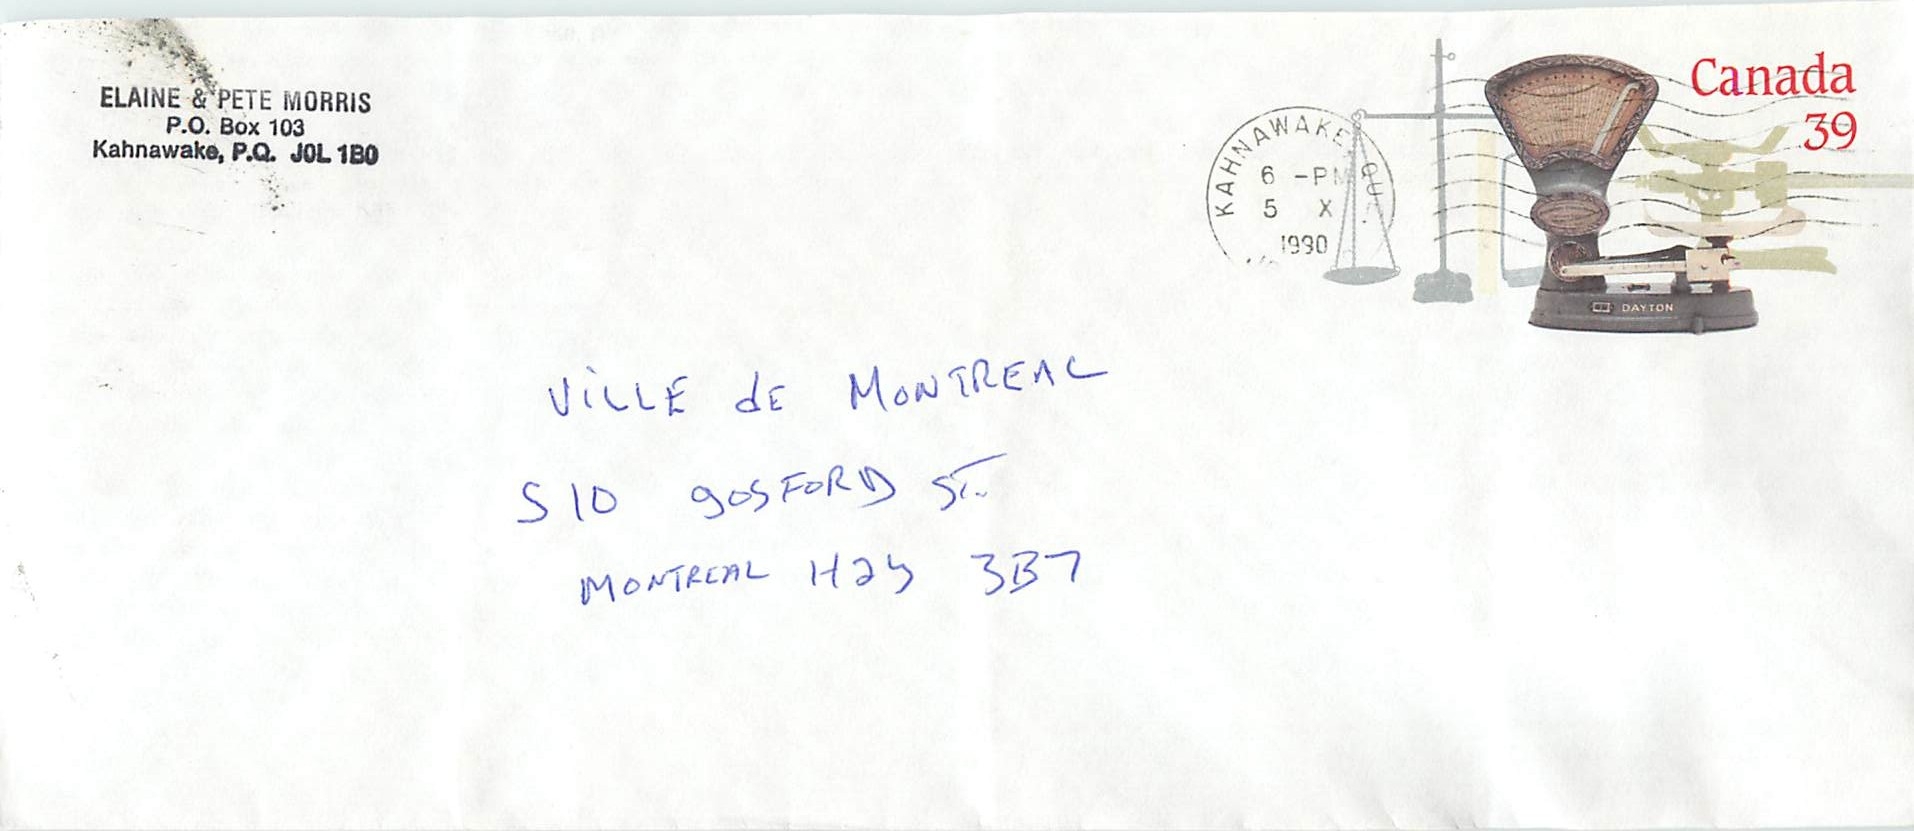 ELAINE & PETE MORRIS
P.O. Box 103
Kahnawake, P.Q. J0L 1B0
Canada
39
KAHNAWAKE QUE
6 -PM
5 X
1990
DAYTON
VILLE dE MONTREAL
510 gOSFORD ST.
MONTREAL H2Y 3B7